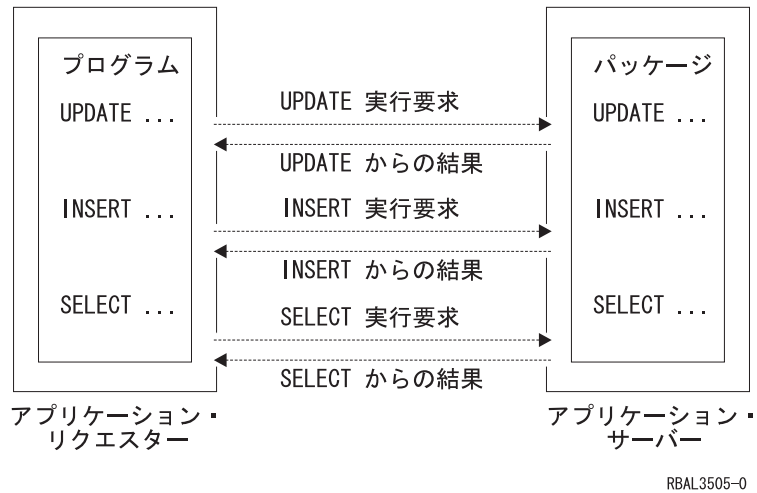 プログラム
UPDATE ...
INSERT ...
SELECT ...
UPDATE 実行要求
UPDATE からの結果
INSERT 実行要求
INSERT からの結果
SELECT 実行要求
SELECT からの結果
パッケージ
UPDATE ...
INSERT ...
SELECT ...
アプリケーション・
リクエスター
アプリケーション・
サーバー
RBAL3505-0